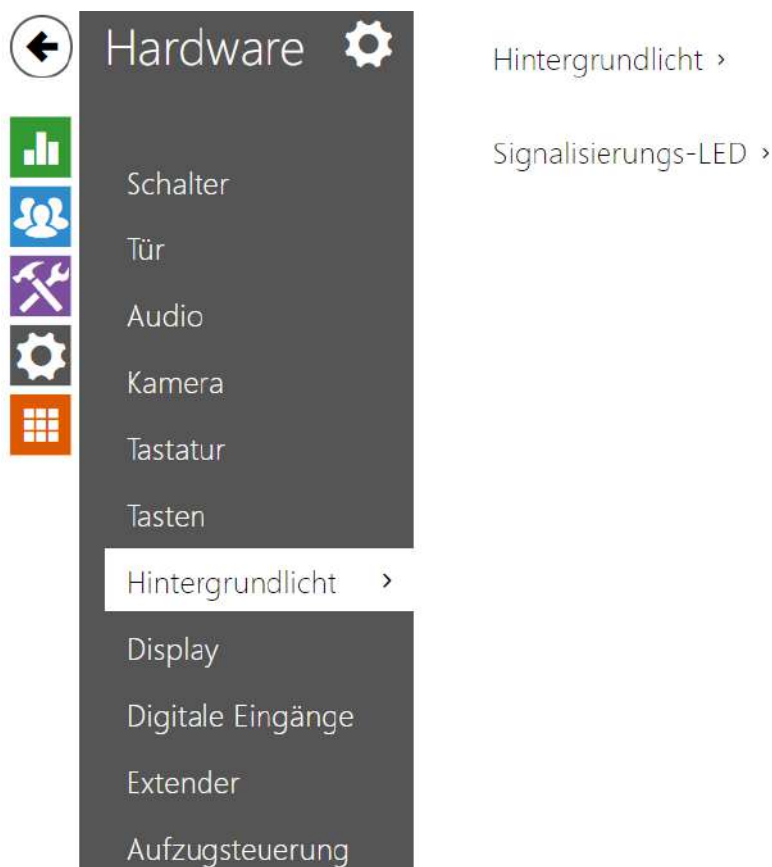 Hardware
Schalter
Tür
Audio
Kamera
Tastatur
Tasten
Hintergrundlicht
Display
Digitale Eingänge
Extender
Aufzugsteuerung
Hintergrundlicht
Signalisierungs-LED